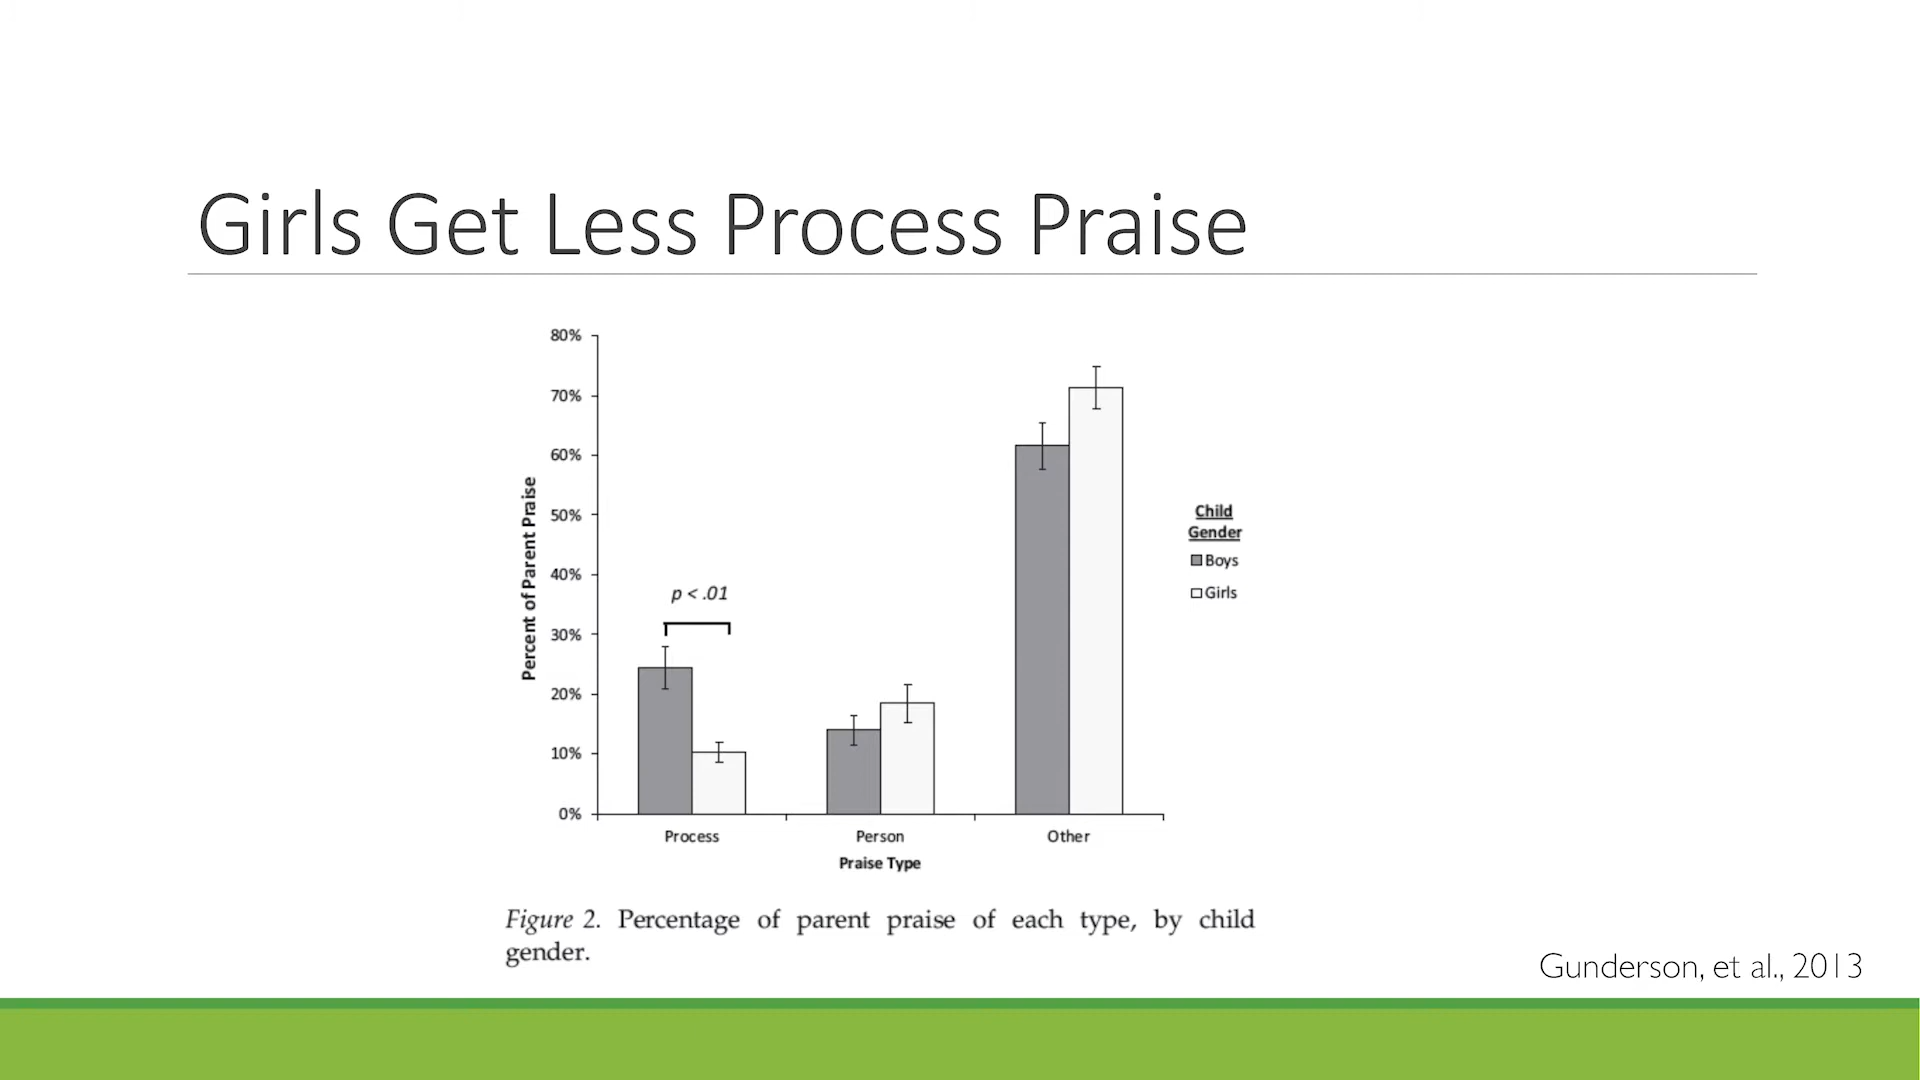 Girls Get Less Process Praise
80%
70%
60%
50%
40%
30%
20%
10%
0%
Percent of Parent Praise
p < .01
Process
Person
Other
Praise Type
Child
Gender
Boys
Girls
Figure 2. Percentage of parent praise of each type, by child
gender.
Gunderson, et al., 2013